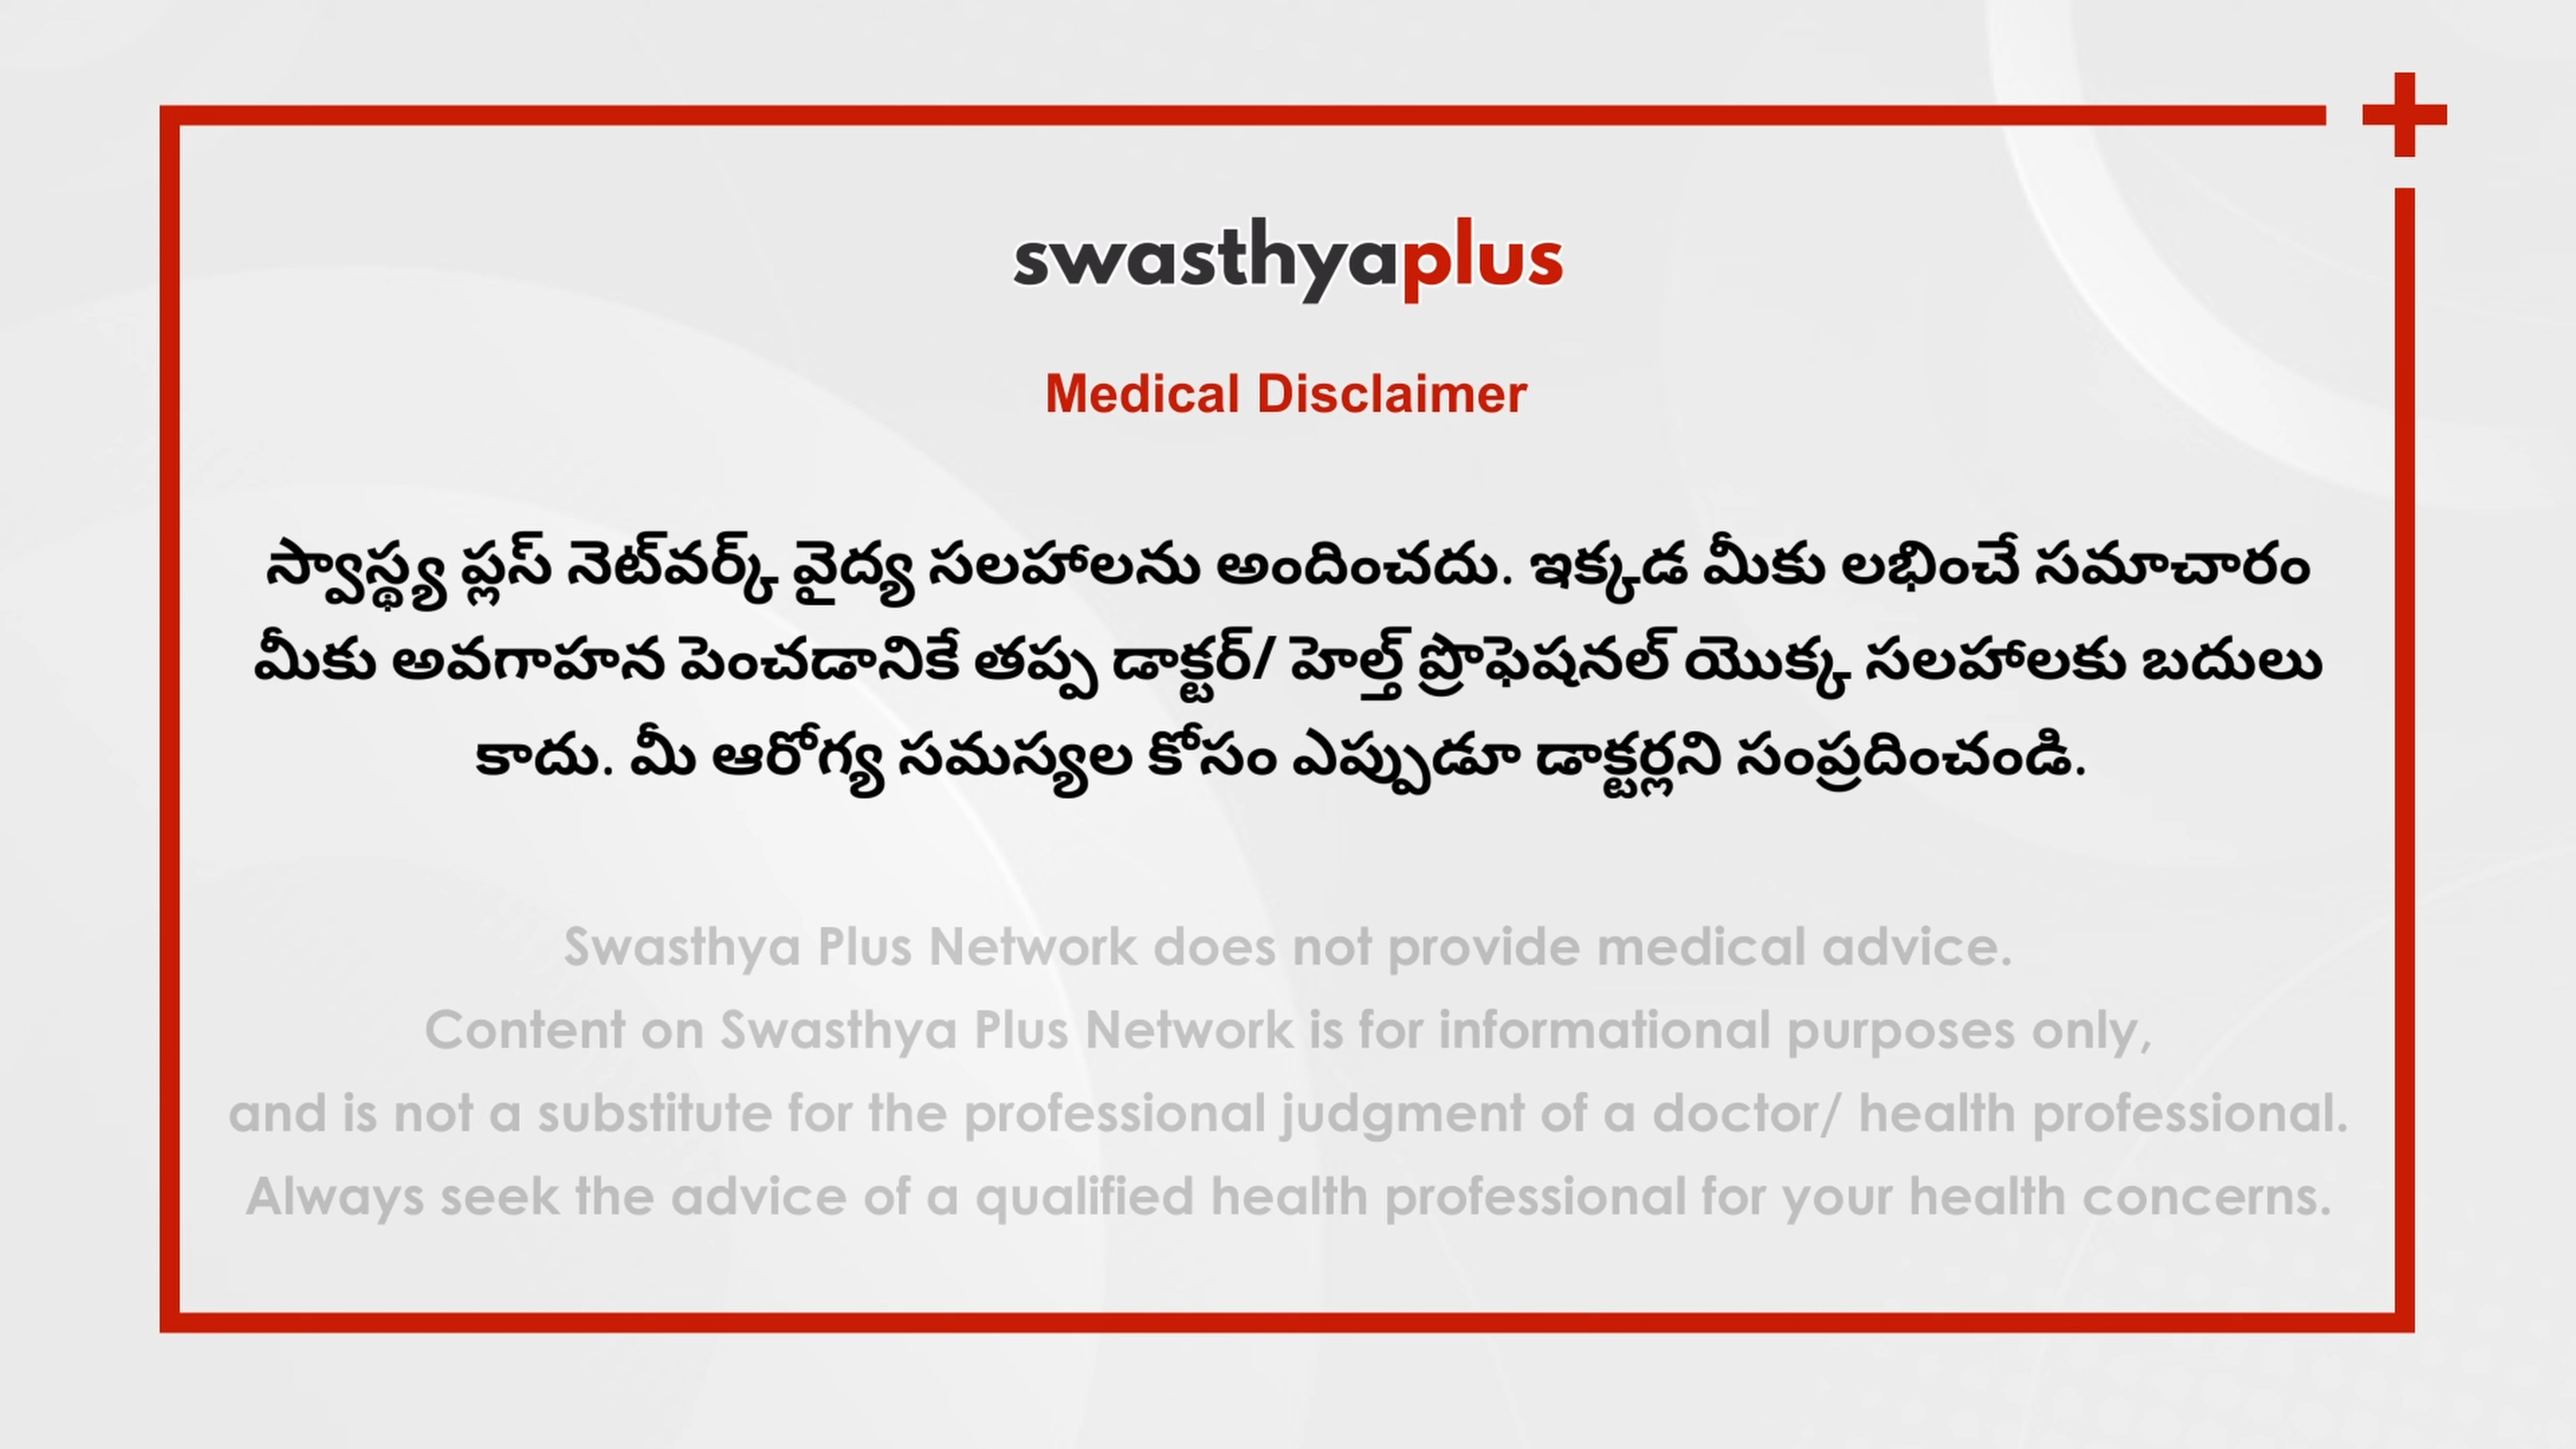 swasthyaplus
Medical Disclaimer
స్వాస్థ్య ప్లస్ నెట్‌వర్క్ వైద్య సలహాలను అందించదు. ఇక్కడ మీకు లభించే సమాచారం
మీకు అవగాహన పెంచడానికే తప్ప డాక్టర్/ హెల్త్ ప్రొఫెషనల్ యొక్క సలహాలకు బదులు
కాదు. మీ ఆరోగ్య సమస్యల కోసం ఎప్పుడూ డాక్టర్లని సంప్రదించండి.
Swasthya Plus Network does not provide medical advice.
Content on Swasthya Plus Network is for informational purposes only,
and is not a substitute for the professional judgment of a doctor/ health professional.
Always seek the advice of a qualified health professional for your health concerns.